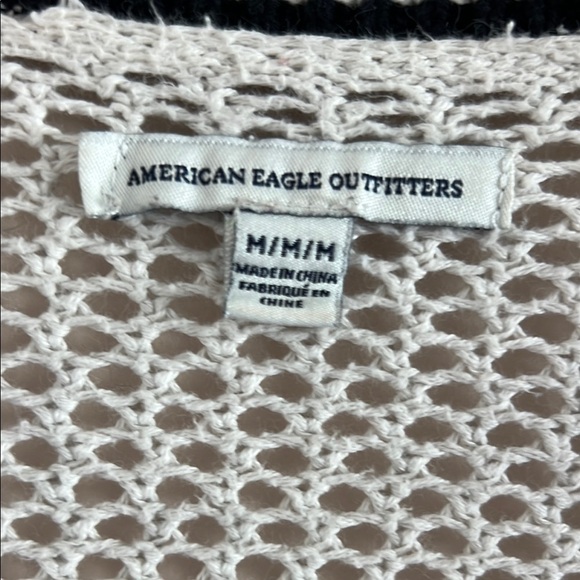 AMERICAN EAGLE OUTFITTERS
M/M/M
MADE IN CHINA
FABRIQUÉ EN
CHINE